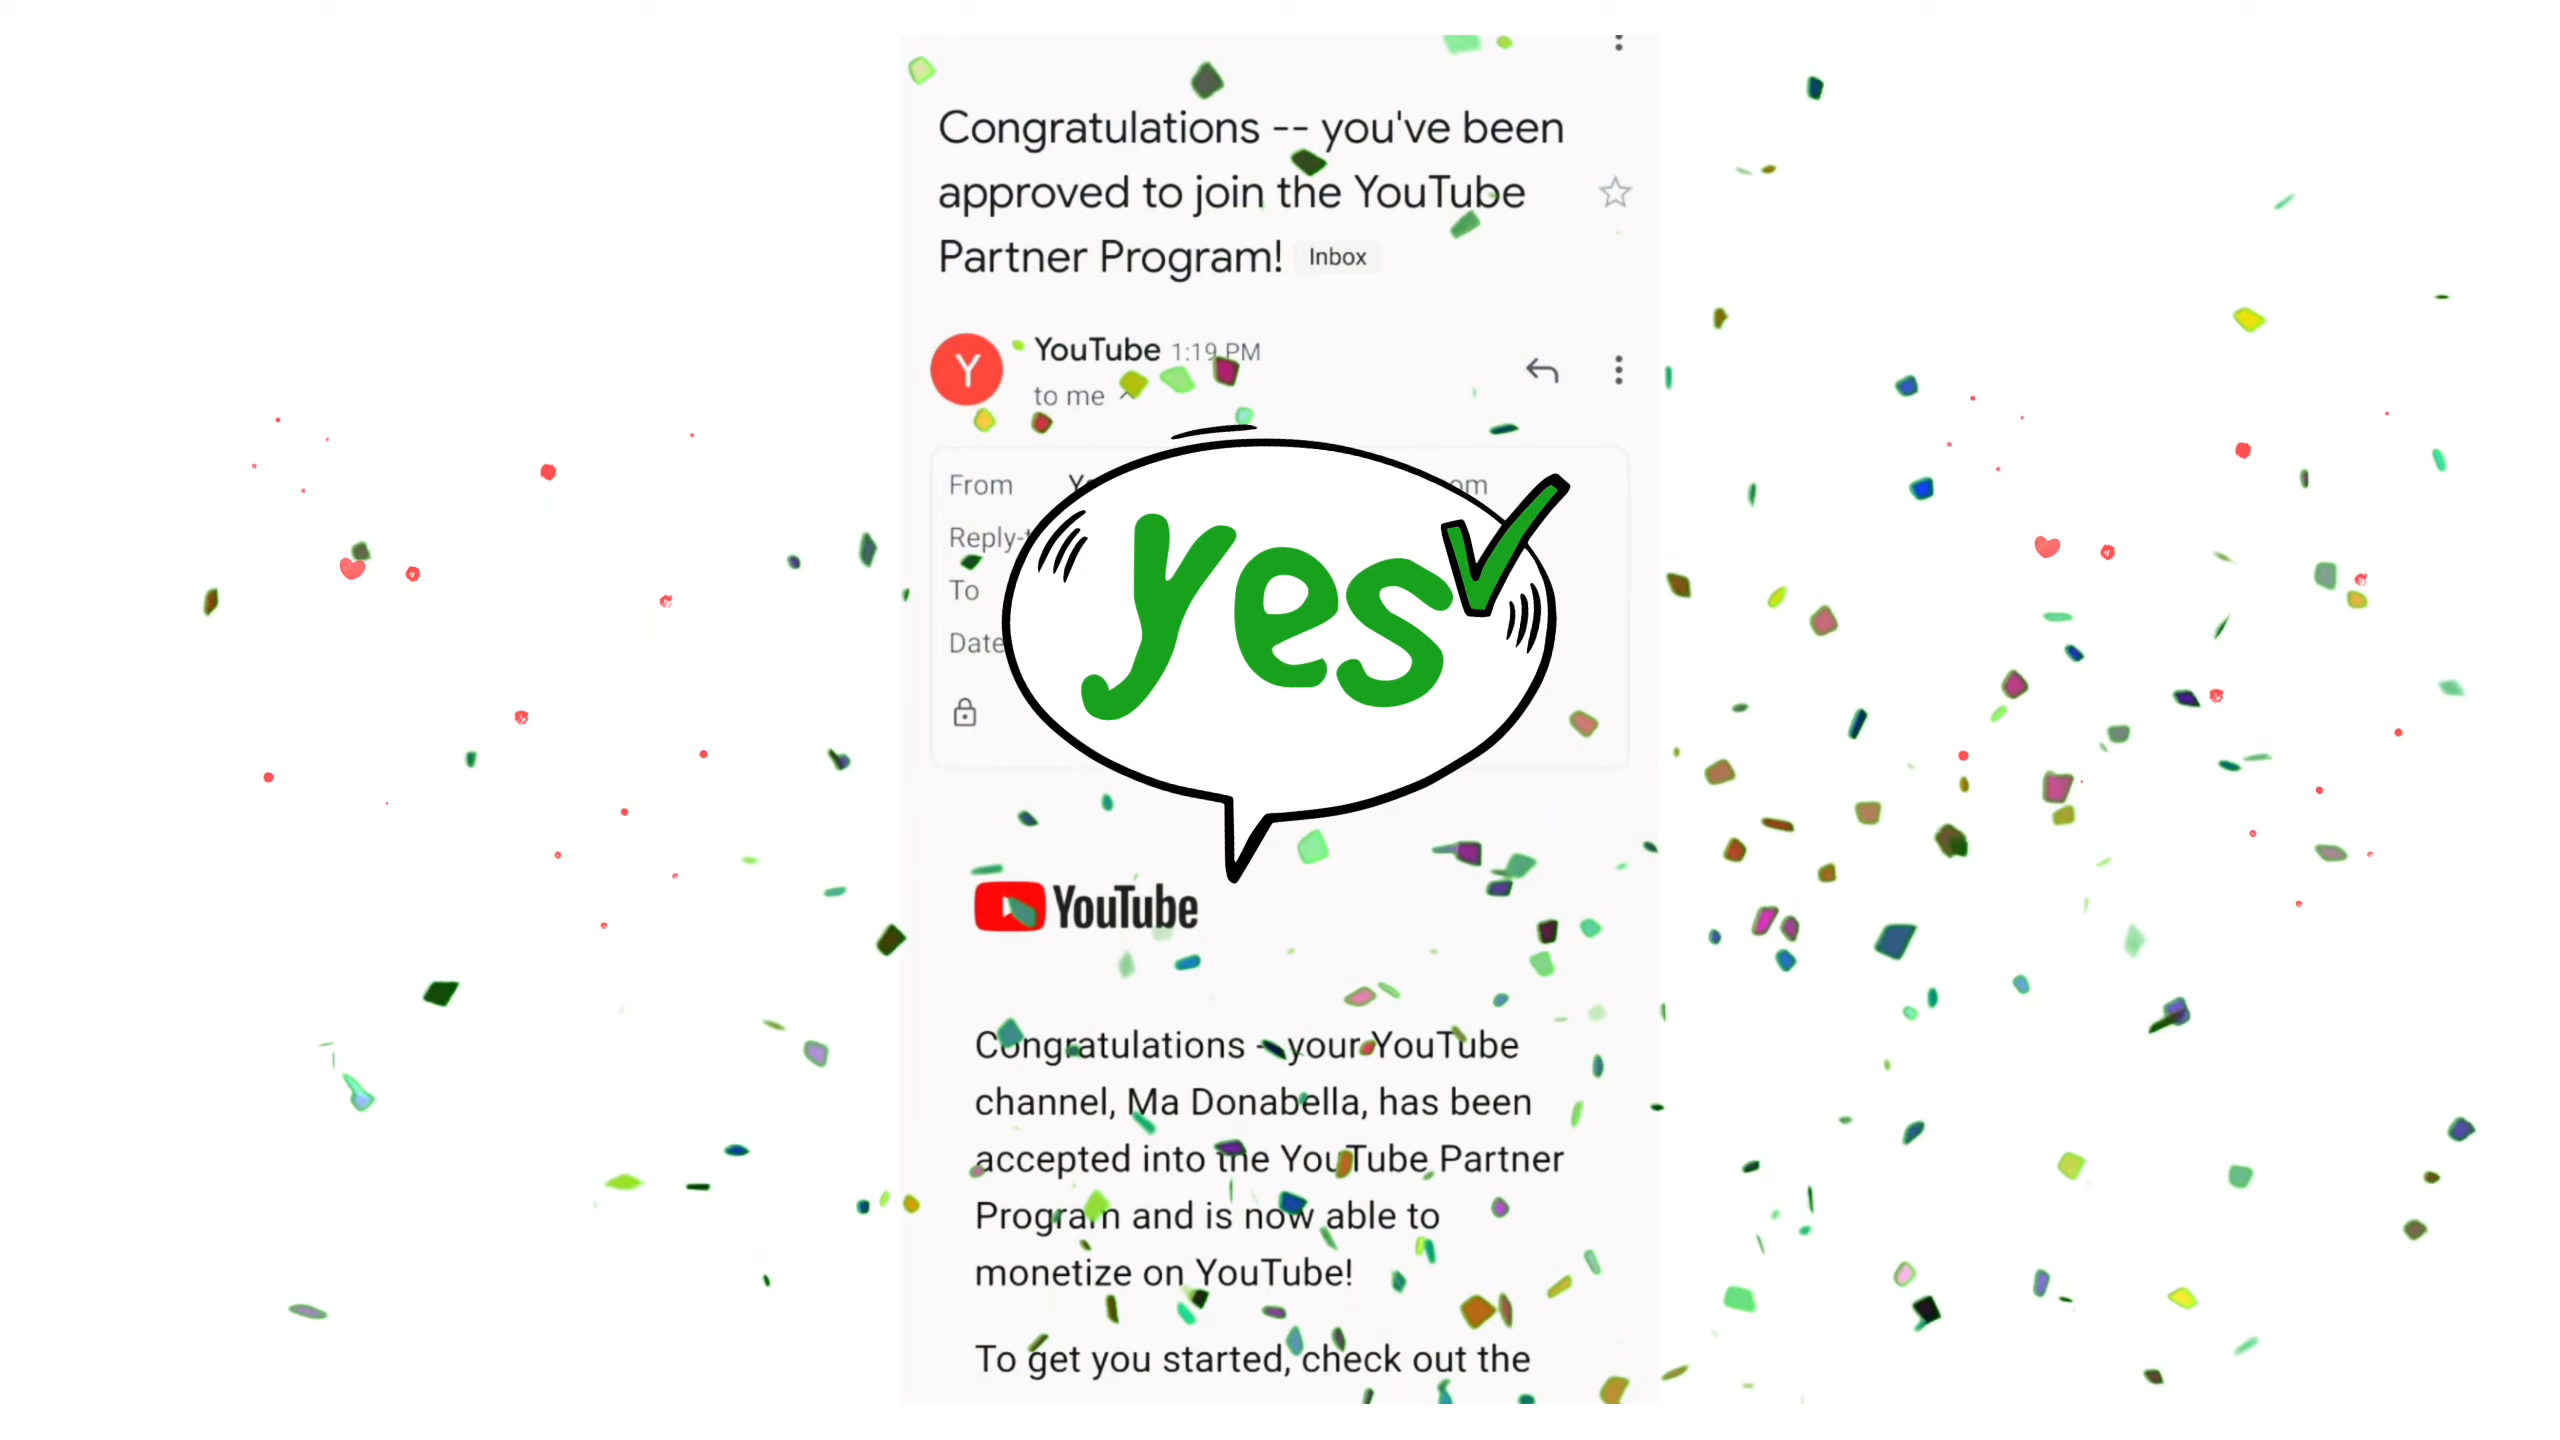 Congratulations -- you've been
approved to join the YouTube
Partner Program! Inbox
Y
YouTube 1:19 PM
to me
From
To
Date
yes
YouTube
Congratulations - your YouTube
channel, Ma Donabella, has been
accepted into the YouTube Partner
Program and is now able to
monetize on YouTube!
To get you started, check out the